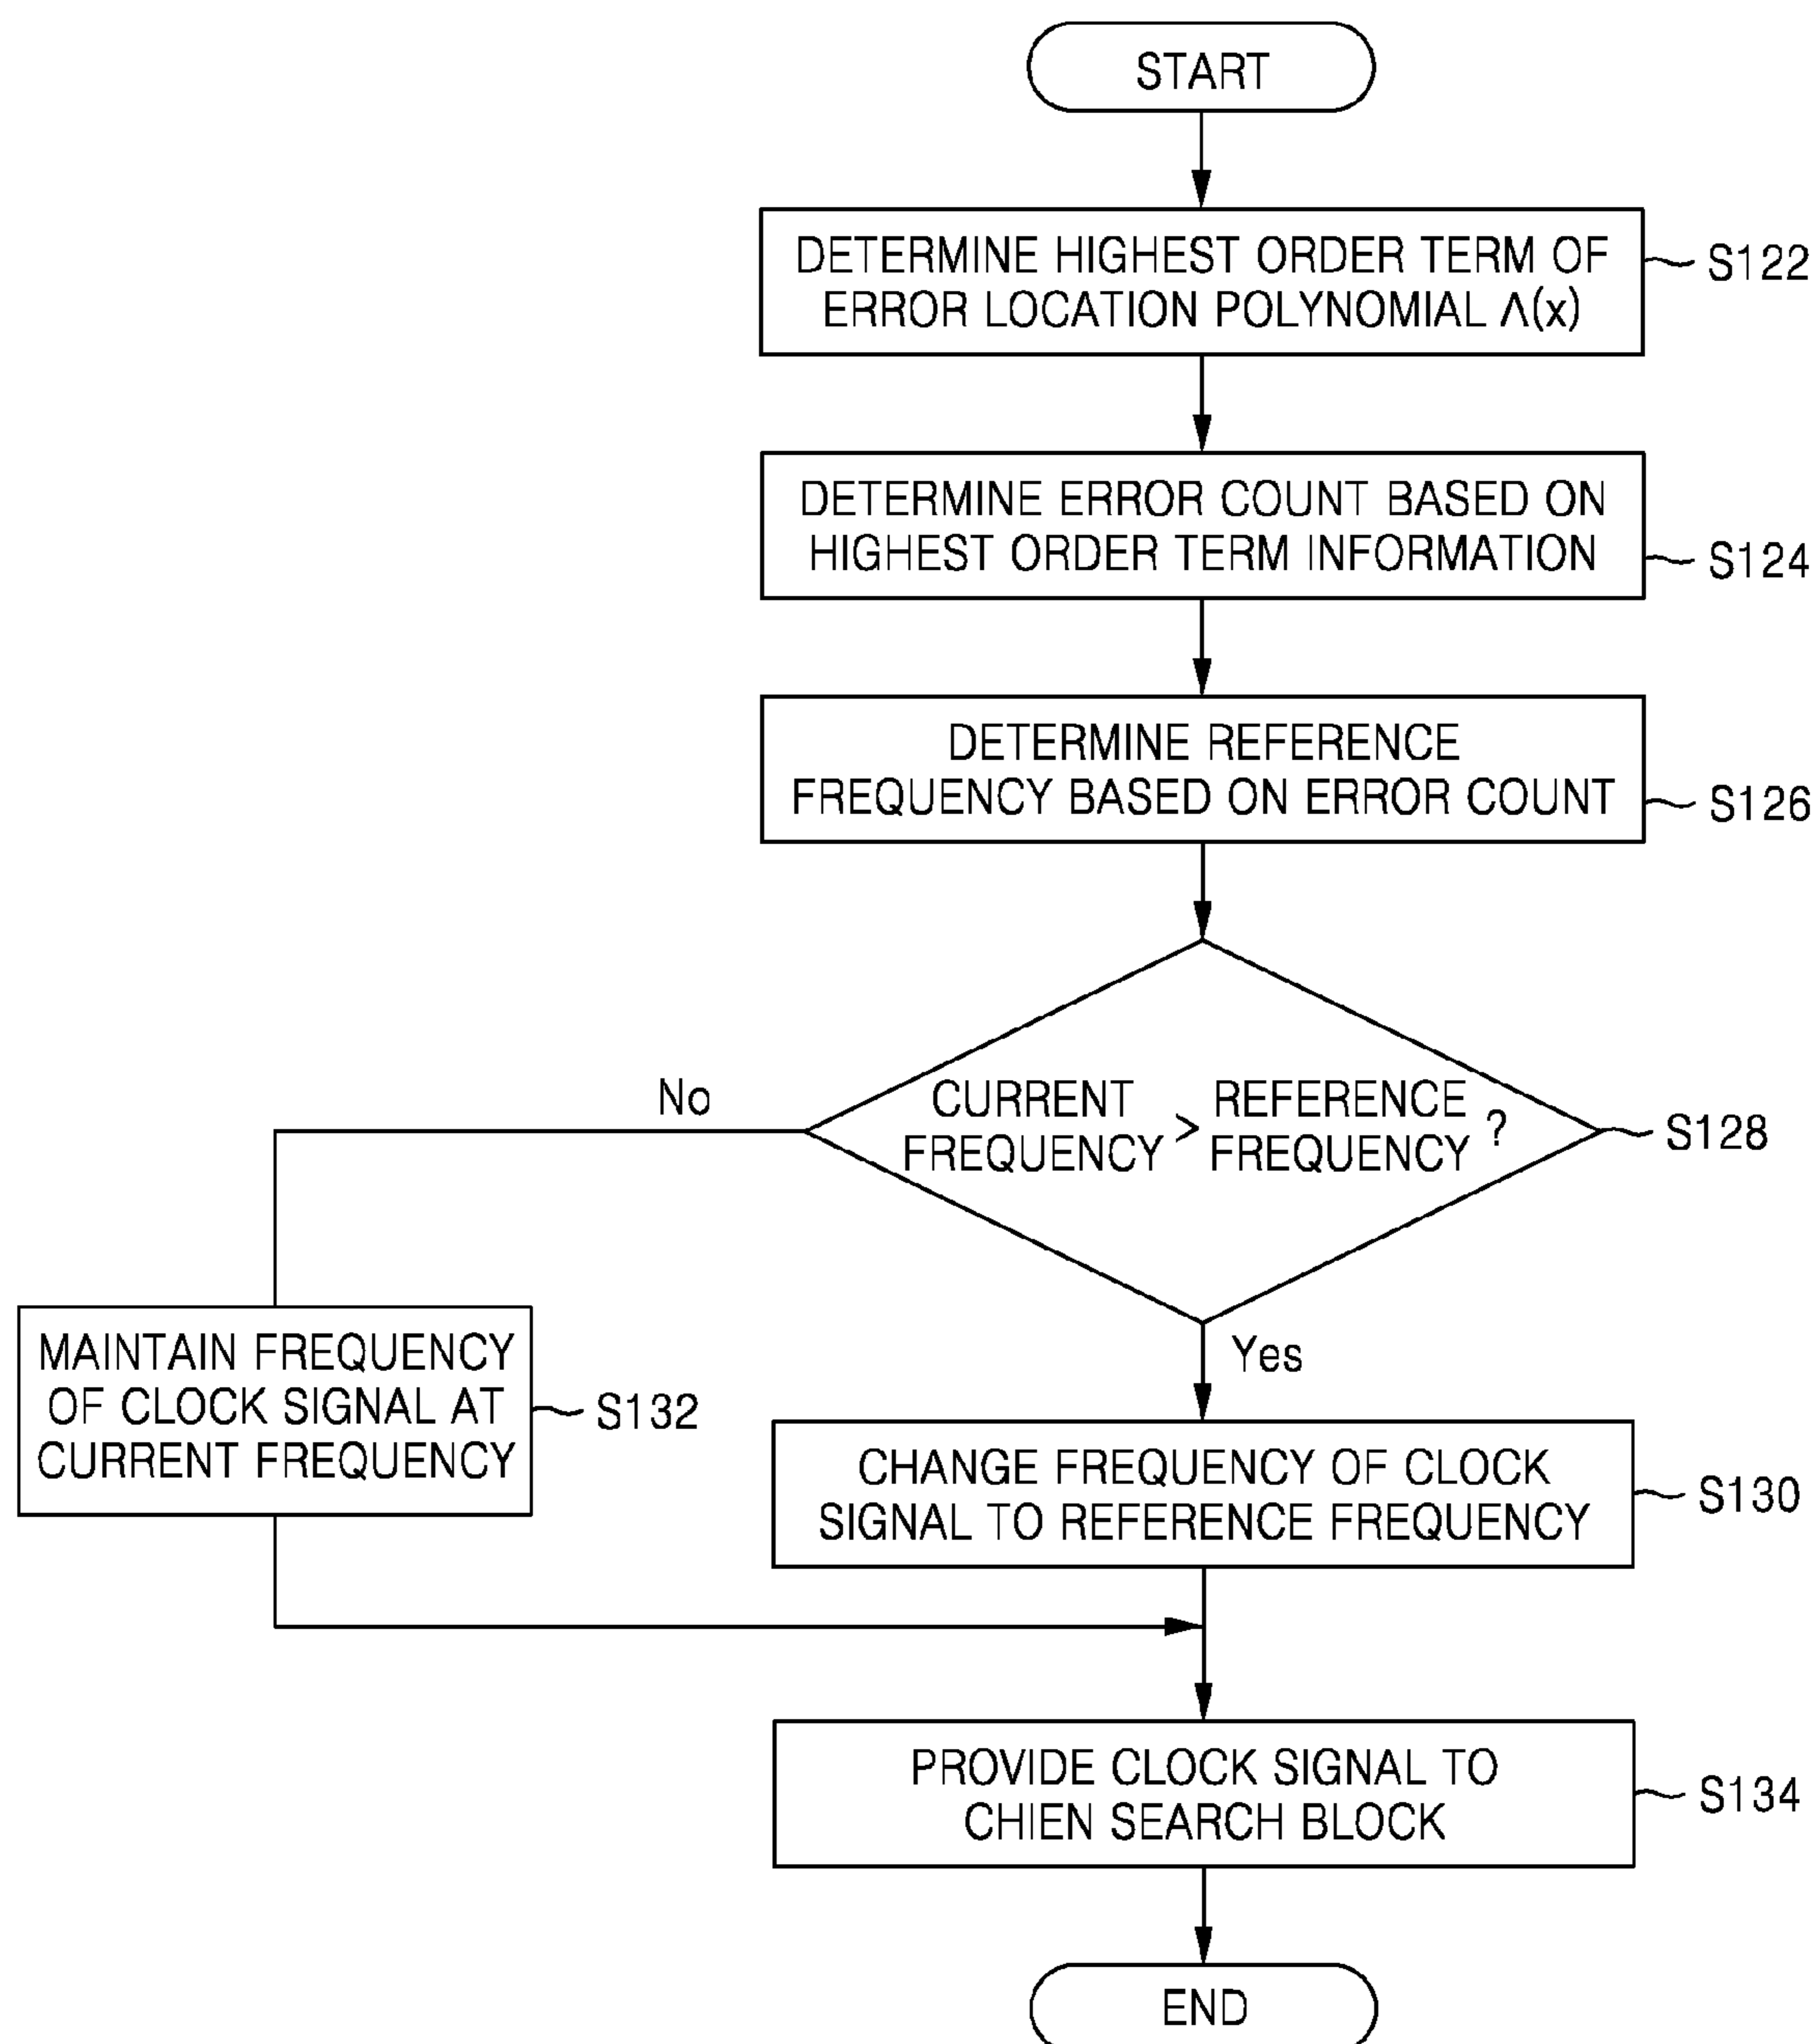 START
DETERMINE HIGHEST ORDER TERM OF
ERROR LOCATION POLYNOMIAL Λ(x)
S122
DETERMINE ERROR COUNT BASED ON
HIGHEST ORDER TERM INFORMATION
S124
DETERMINE REFERENCE
FREQUENCY BASED ON ERROR COUNT
S126
No
CURRENT
FREQUENCY
>
REFERENCE
FREQUENCY
?
S128
Yes
MAINTAIN FREQUENCY
OF CLOCK SIGNAL AT
CURRENT FREQUENCY
S132
CHANGE FREQUENCY OF CLOCK
SIGNAL TO REFERENCE FREQUENCY
S130
PROVIDE CLOCK SIGNAL TO
CHIEN SEARCH BLOCK
S134
END